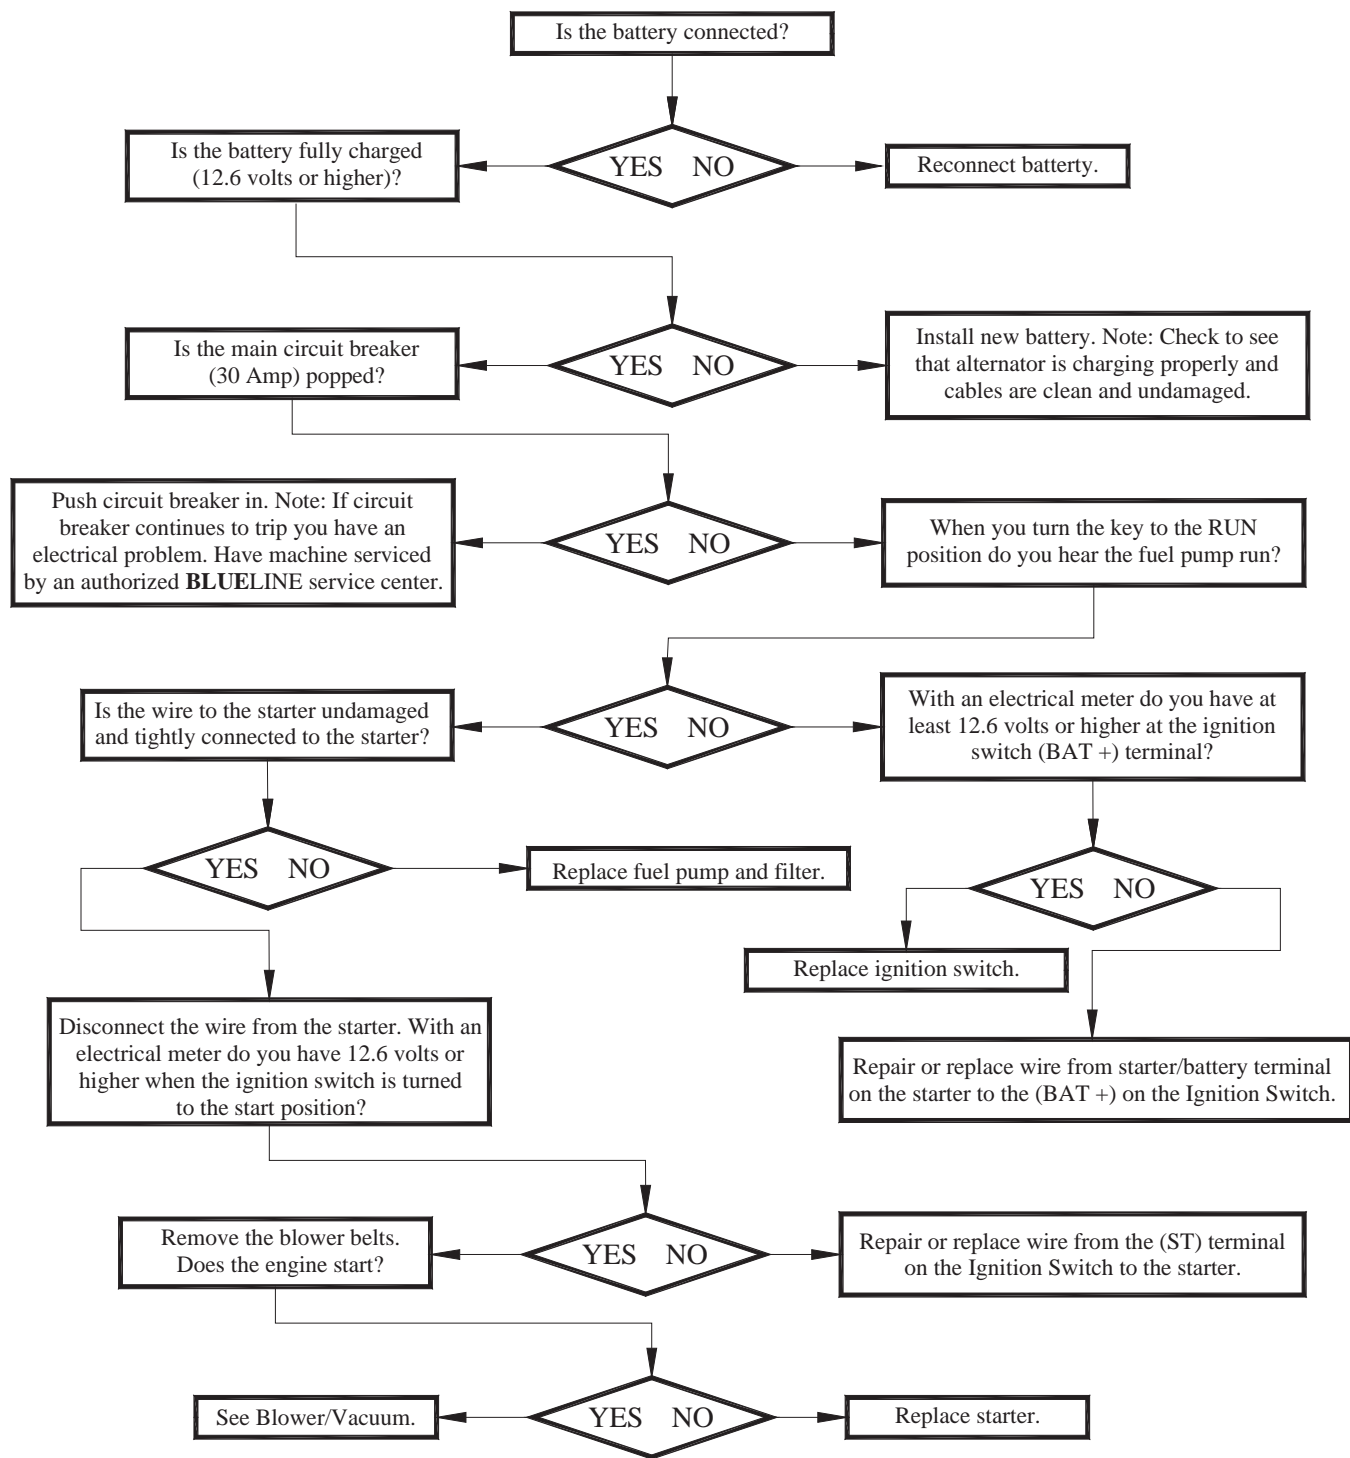 Is the battery connected?
YES NO
Is the battery fully charged
(12.6 volts or higher)?
Reconnect batterty.
YES NO
Is the main circuit breaker
(30 Amp) popped?
Install new battery. Note: Check to see
that alternator is charging properly and
cables are clean and undamaged.
YES NO
Push circuit breaker in. Note: If circuit
breaker continues to trip you have an
electrical problem. Have machine serviced
by an authorized BLUELINE service center.
When you turn the key to the RUN
position do you hear the fuel pump run?
YES NO
Is the wire to the starter undamaged
and tightly connected to the starter?
With an electrical meter do you have at
least 12.6 volts or higher at the ignition
switch (BAT +) terminal?
YES NO
Replace fuel pump and filter.
YES NO
Replace ignition switch.
Repair or replace wire from starter/battery terminal
on the starter to the (BAT +) on the Ignition Switch.
Disconnect the wire from the starter. With an
electrical meter do you have 12.6 volts or
higher when the ignition switch is turned
to the start position?
YES NO
Remove the blower belts.
Does the engine start?
Repair or replace wire from the (ST) terminal
on the Ignition Switch to the starter.
YES NO
See Blower/Vacuum.
Replace starter.